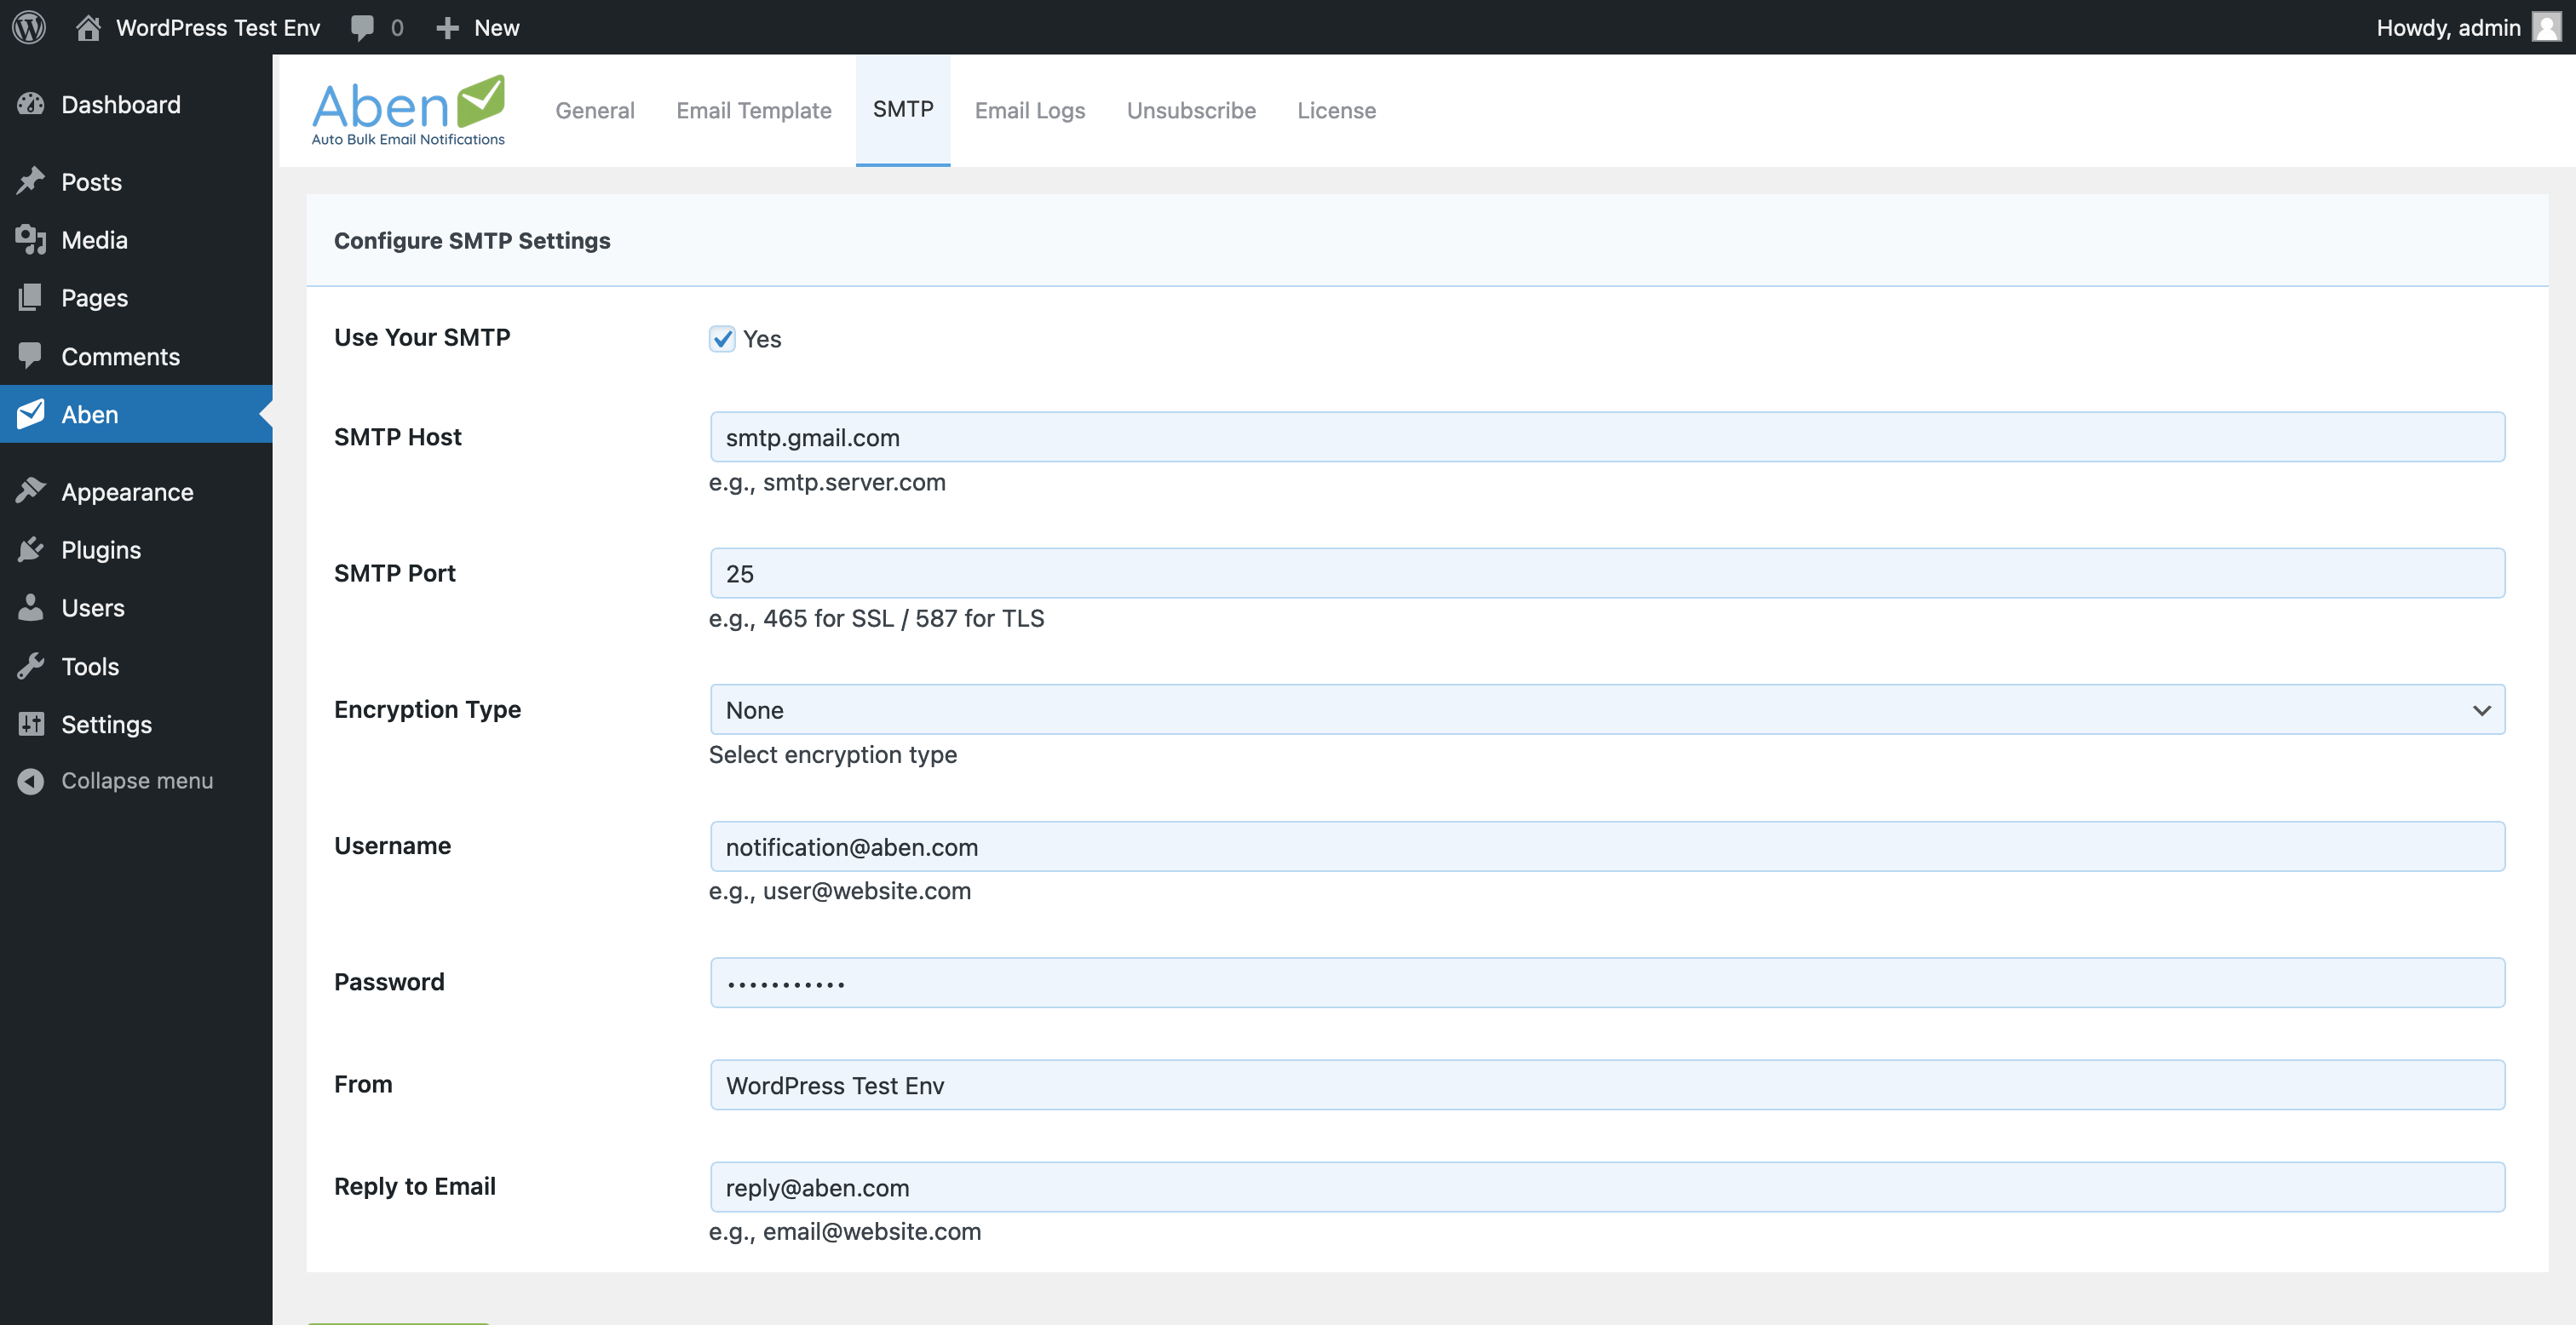 WordPress Test Env 0 New Howdy, admin
Dashboard
Posts
Media
Pages
Comments
Aben
Appearance
Plugins
Users
Tools
Settings
Collapse menu
Aben
Auto Bulk Email Notifications
General Email Template SMTP Email Logs Unsubscribe License
Configure SMTP Settings
Use Your SMTP Yes
SMTP Host smtp.gmail.com
e.g., smtp.server.com
SMTP Port 25
e.g., 465 for SSL / 587 for TLS
Encryption Type None
Select encryption type
Username notification@aben.com
e.g., user@website.com
Password •••••••••••
From WordPress Test Env
Reply to Email reply@aben.com
e.g., email@website.com